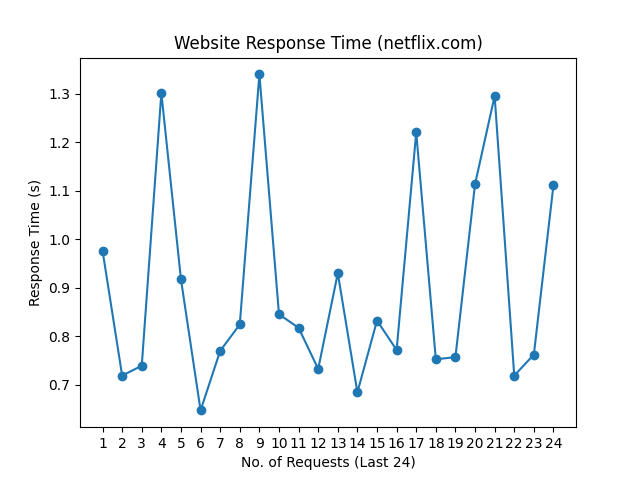 Website Response Time (netflix.com)
Response Time (s)
1.3
1.2
1.1
1.0
0.9
0.8
0.7
1 2 3 4 5 6 7 8 9 10 11 12 13 14 15 16 17 18 19 20 21 22 23 24
No. of Requests (Last 24)